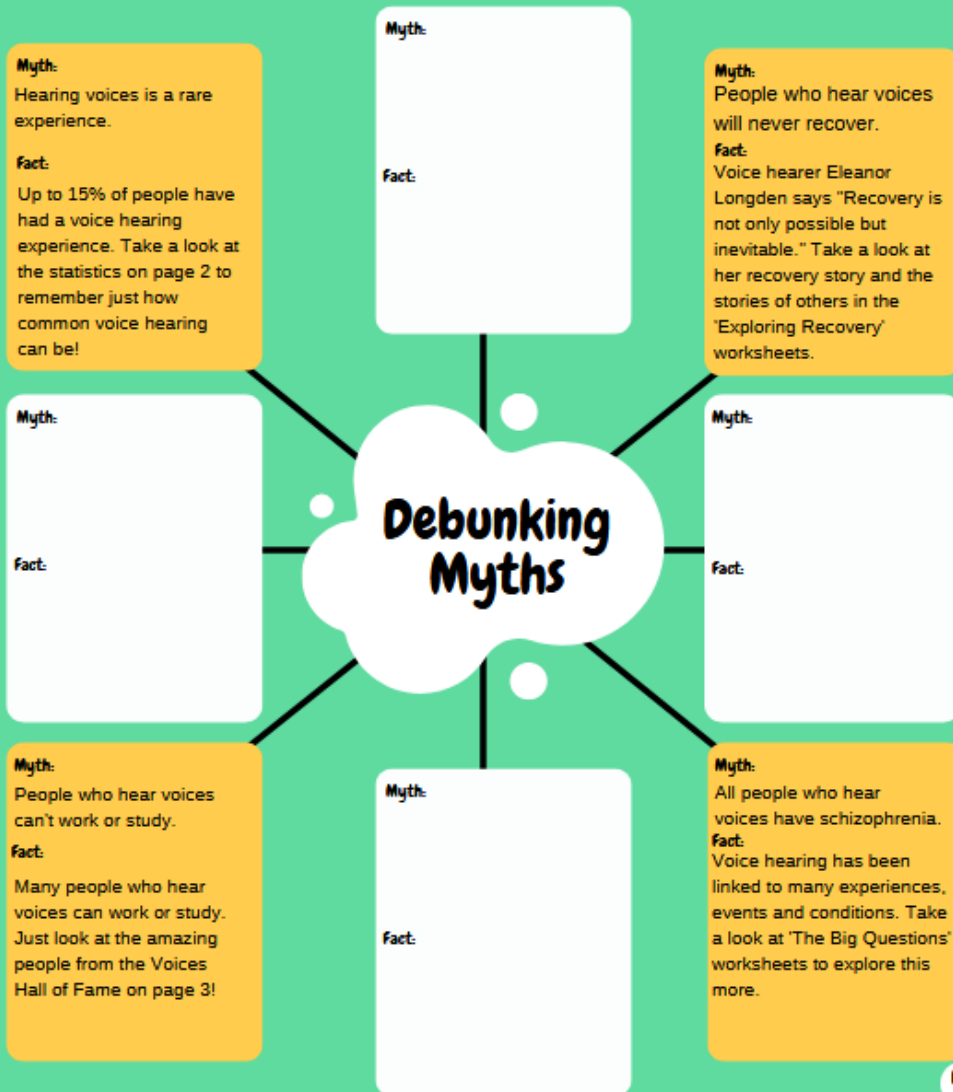 Myth:
Hearing voices is a rare
experience.
Fact:
Up to 15% of people have
had a voice hearing
experience. Take a look at
the statistics on page 2 to
remember just how
common voice hearing
can be!
Myth:
Fact:
Myth:
People who hear voices
will never recover.
Fact:
Voice hearer Eleanor
Longden says "Recovery is
not only possible but
inevitable." Take a look at
her recovery story and the
stories of others in the
'Exploring Recovery'
worksheets.
Myth:
Fact:
Debunking
Myths
Myth:
Fact:
Myth:
People who hear voices
can't work or study.
Fact:
Many people who hear
voices can work or study.
Just look at the amazing
people from the Voices
Hall of Fame on page 3!
Myth:
Fact:
Myth:
All people who hear
voices have schizophrenia.
Fact:
Voice hearing has been
linked to many experiences,
events and conditions. Take
a look at 'The Big Questions'
worksheets to explore this
more.